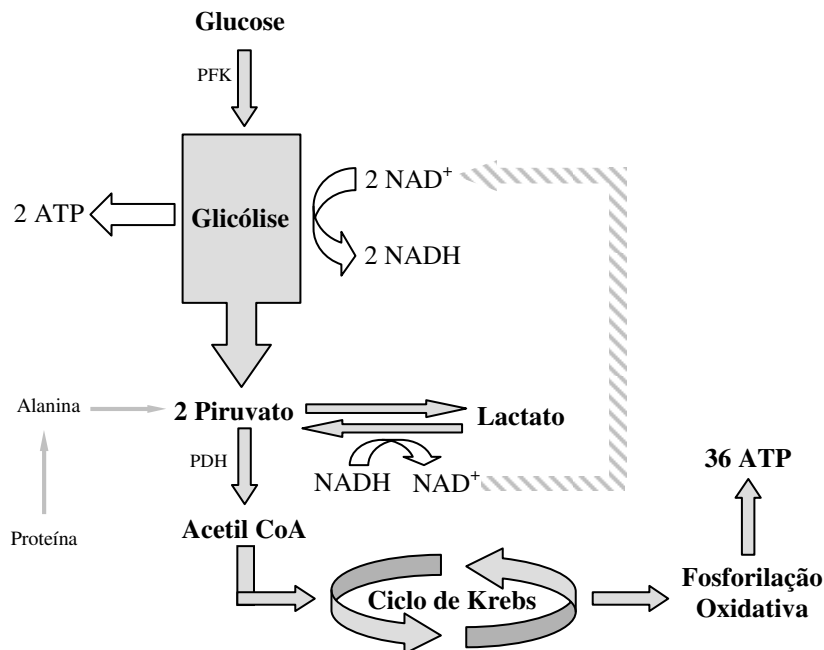 Glucose
PFK
2 NAD⁺
2 ATP
Glicólise
2 NADH
Alanina
2 Piruvato
Lactato
PDH
NADH
NAD⁺
36 ATP
Proteína
Acetil CoA
Ciclo de Krebs
Fosforilação
Oxidativa